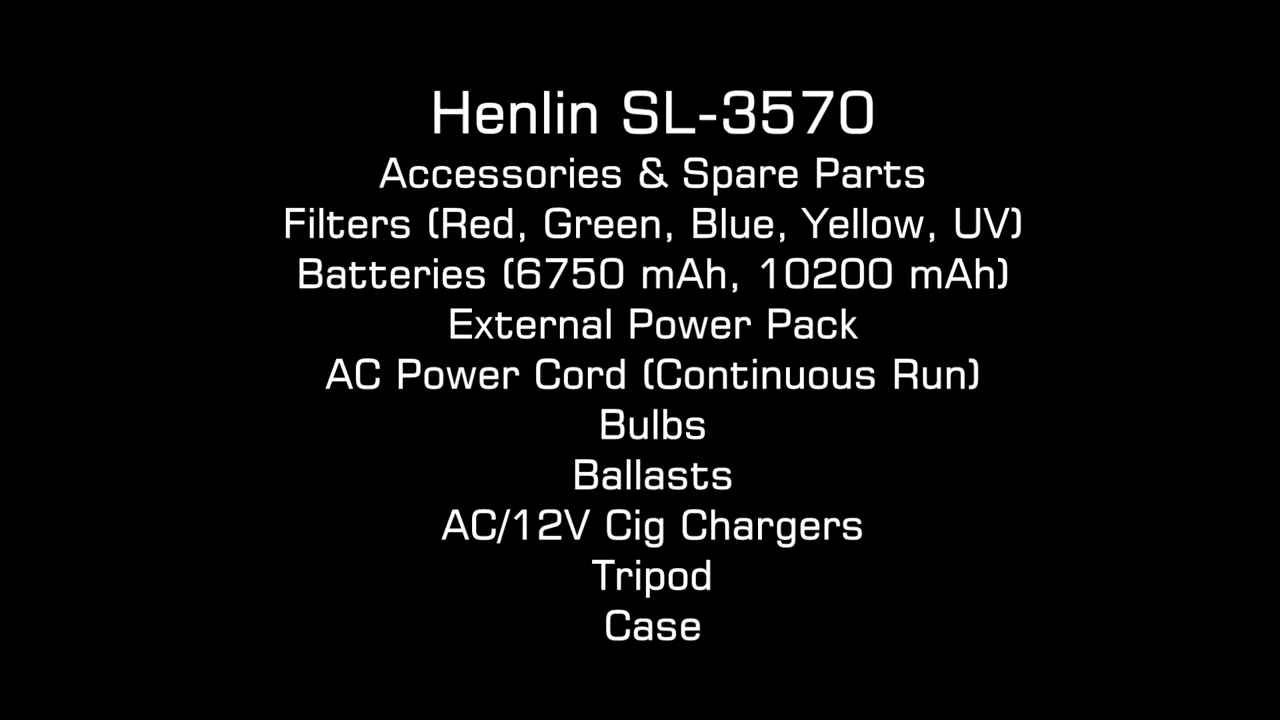 Henlin SL-3570
Accessories & Spare Parts
Filters (Red, Green, Blue, Yellow, UV)
Batteries (6750 mAh, 10200 mAh)
External Power Pack
AC Power Cord (Continuous Run)
Bulbs
Ballasts
AC/12V Cig Chargers
Tripod
Case